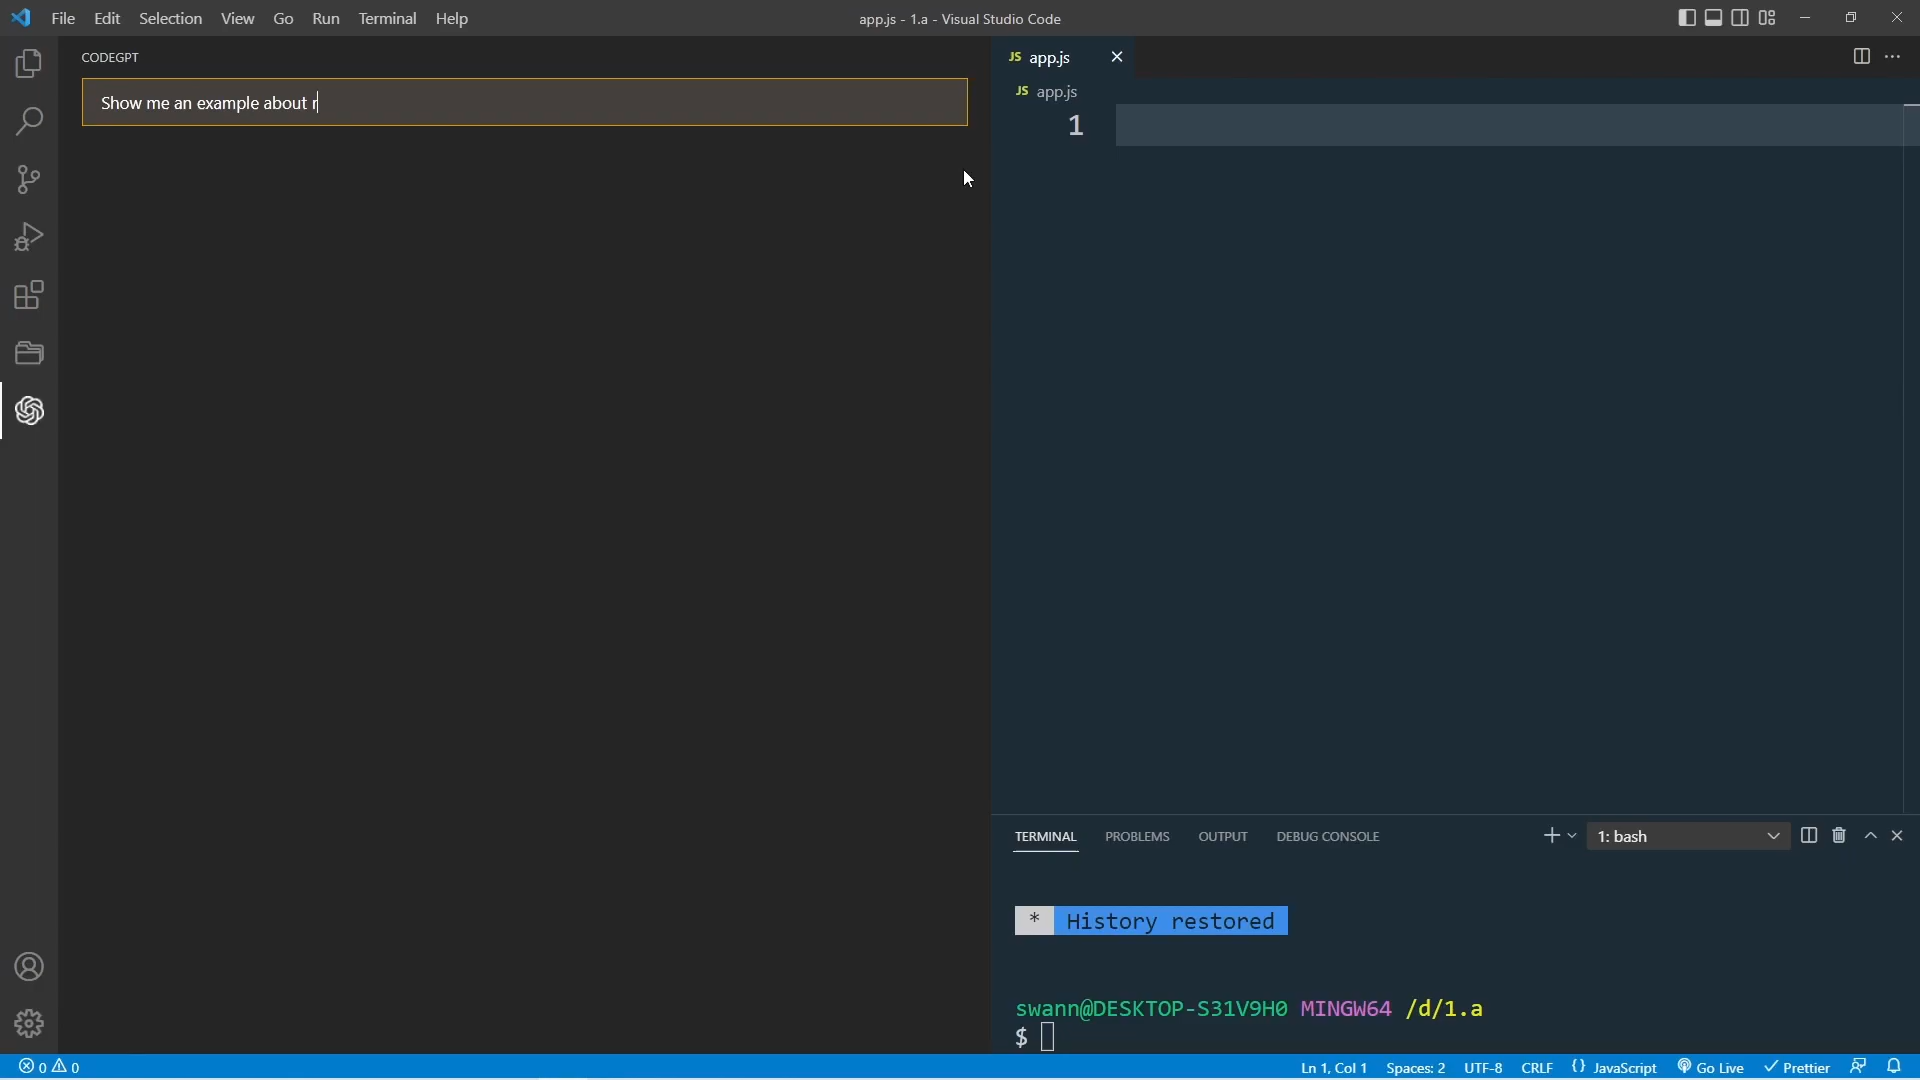 File Edit Selection View Go Run Terminal Help
app.js - 1.a - Visual Studio Code
CODEGPT
Show me an example about r
JS app.js
JS app.js
1
TERMINAL PROBLEMS OUTPUT DEBUG CONSOLE
1: bash
* History restored
swann@DESKTOP-S31V9H0 MINGW64 /d/1.a
$
0 0
Ln 1, Col 1 Spaces: 2 UTF-8 CRLF {} JavaScript Go Live Prettier